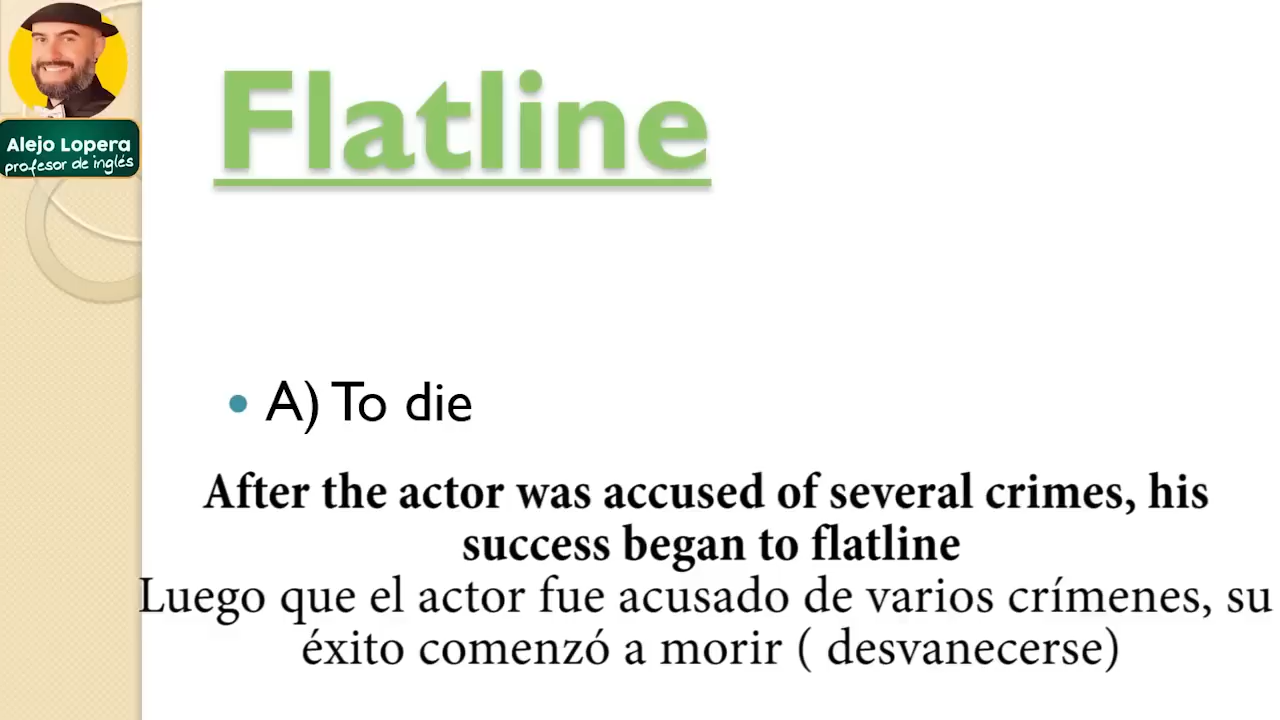 Alejo Lopera
profesor de inglés
Flatline
• A) To die
After the actor was accused of several crimes, his
success began to flatline
Luego que el actor fue acusado de varios crímenes, su
éxito comenzó a morir ( desvanecerse)